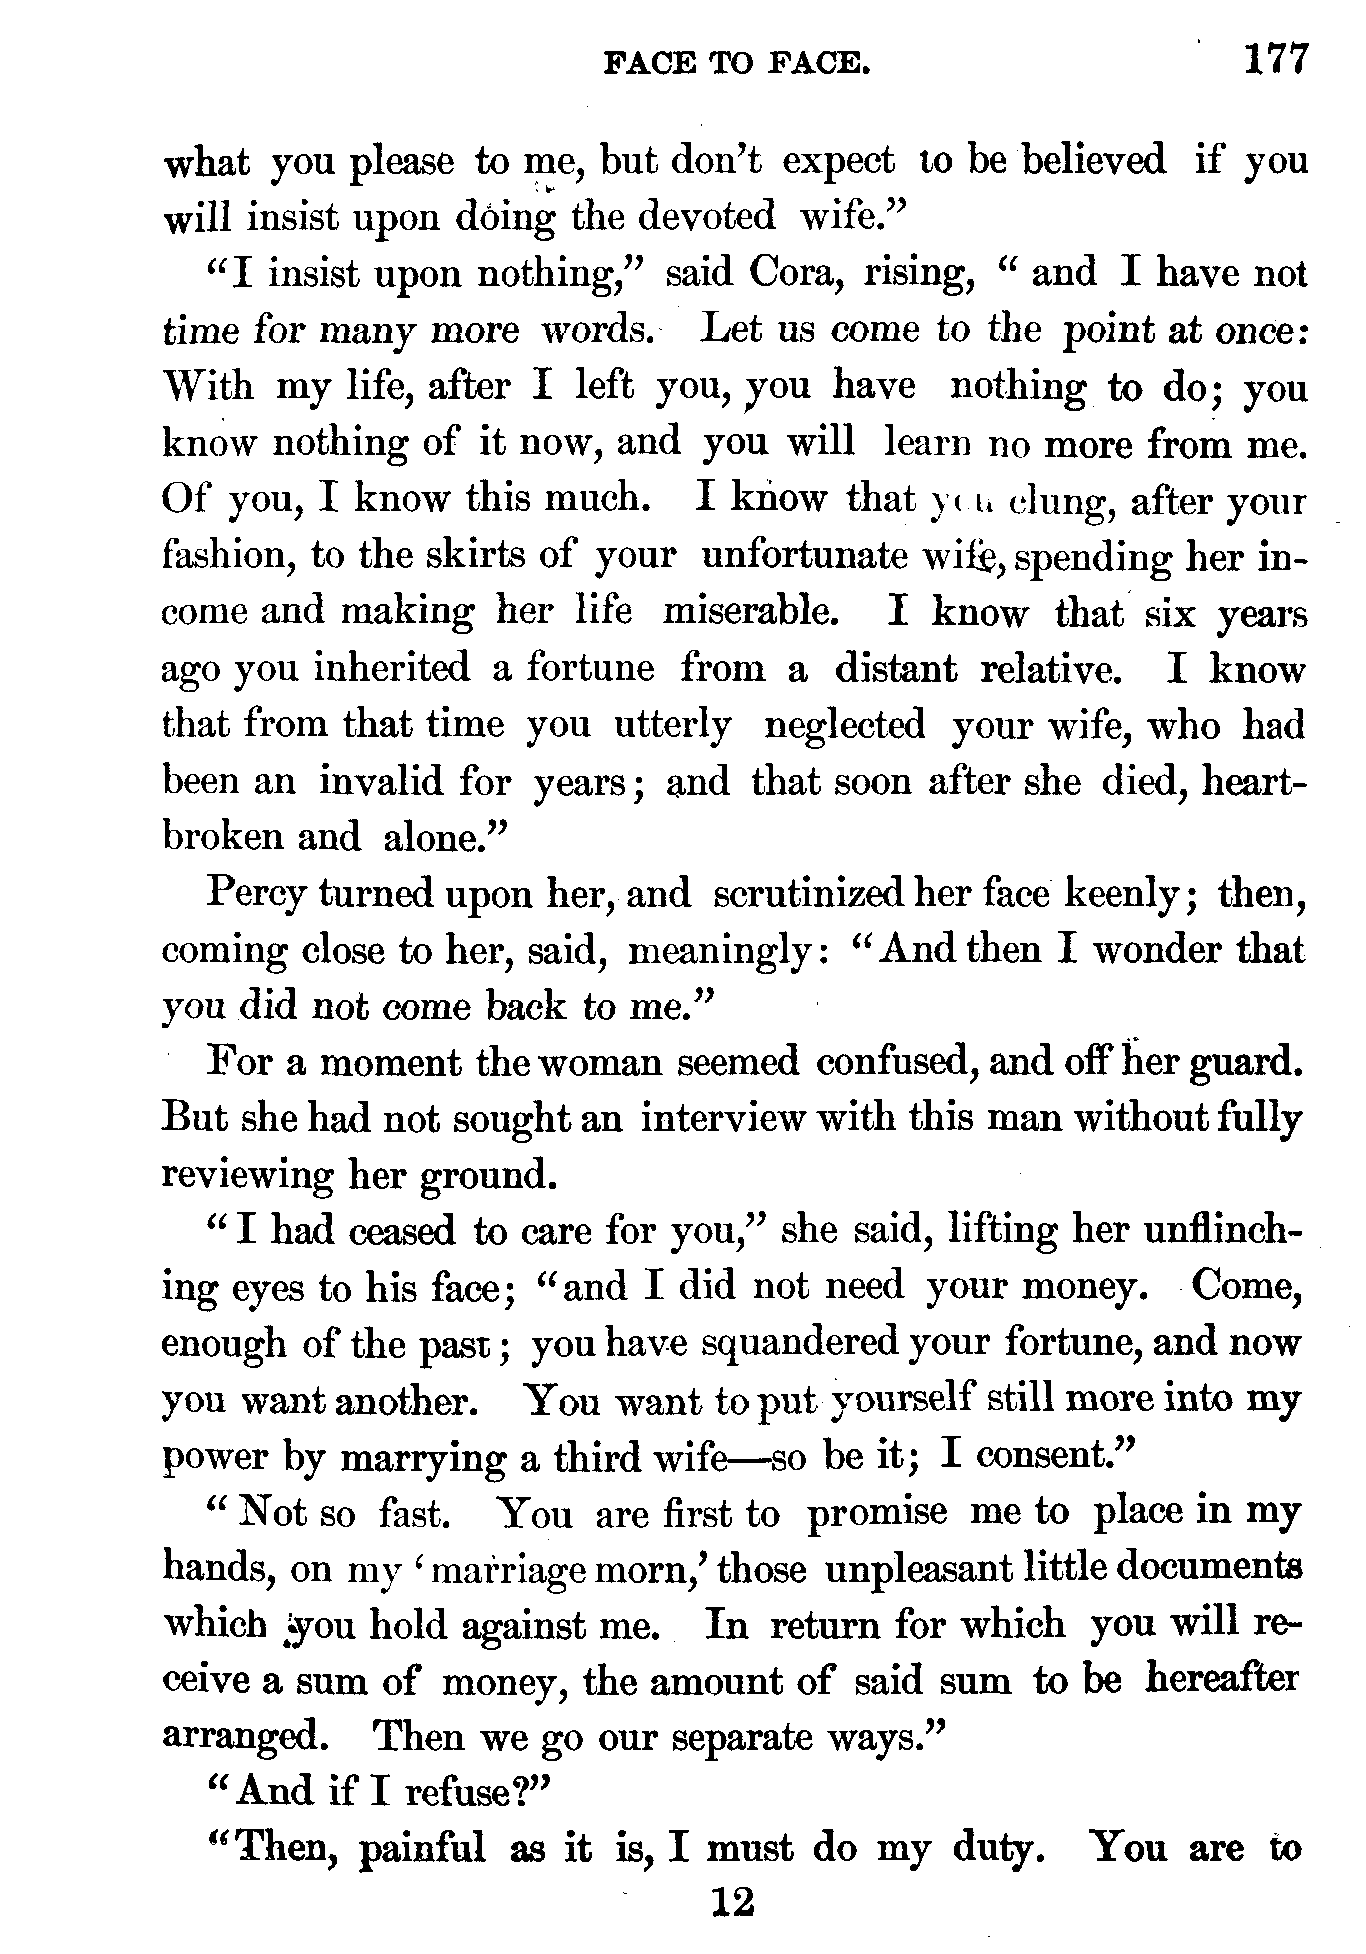 FACE TO FACE. 177
what you please to me, but don't expect to be believed if you
will insist upon doing the devoted wife."
"I insist upon nothing," said Cora, rising, "and I have not
time for many more words. Let us come to the point at once:
With my life, after I left you, you have nothing to do; you
know nothing of it now, and you will learn no more from me.
Of you, I know this much. I know that you clung, after your
fashion, to the skirts of your unfortunate wife, spending her in-
come and making her life miserable. I know that six years
ago you inherited a fortune from a distant relative. I know
that from that time you utterly neglected your wife, who had
been an invalid for years; and that soon after she died, heart-
broken and alone."
Percy turned upon her, and scrutinized her face keenly; then,
coming close to her, said, meaningly: "And then I wonder that
you did not come back to me."
For a moment the woman seemed confused, and off her guard.
But she had not sought an interview with this man without fully
reviewing her ground.
"I had ceased to care for you," she said, lifting her unflinch-
ing eyes to his face; "and I did not need your money. Come,
enough of the past; you have squandered your fortune, and now
you want another. You want to put yourself still more into my
power by marrying a third wife—so be it; I consent."
"Not so fast. You are first to promise me to place in my
hands, on my 'marriage morn,' those unpleasant little documents
which you hold against me. In return for which you will re-
ceive a sum of money, the amount of said sum to be hereafter
arranged. Then we go our separate ways."
"And if I refuse?"
"Then, painful as it is, I must do my duty. You are to
12